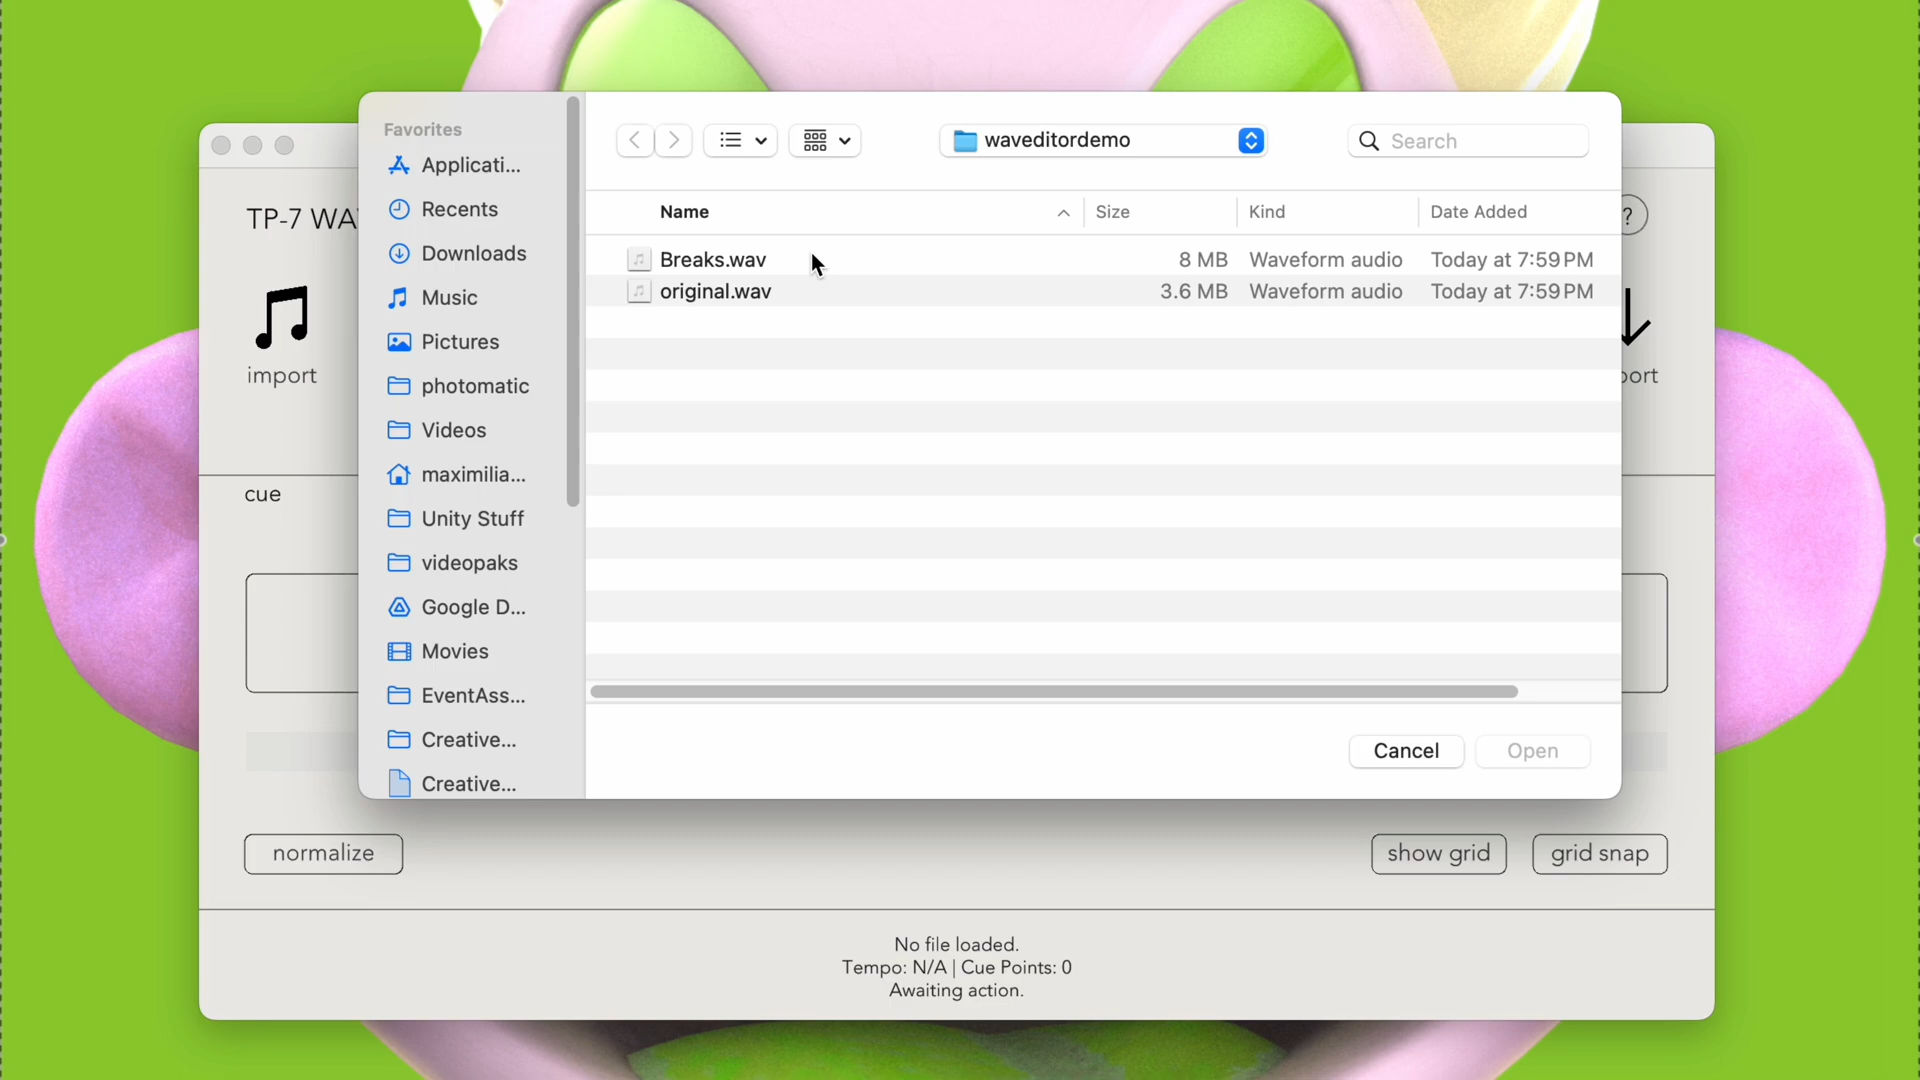 Favorites
Applicati...
Recents
Downloads
Music
Pictures
photomatic
Videos
maximilia...
Unity Stuff
videopaks
Google D...
Movies
EventAss...
Creative...
Creative...
waveditordemo
Search
Name Size Kind Date Added
Breaks.wav 8 MB Waveform audio Today at 7:59 PM
original.wav 3.6 MB Waveform audio Today at 7:59 PM
Cancel Open
TP-7 WA
?
import
port
cue
normalize show grid grid snap
No file loaded.
Tempo: N/A | Cue Points: 0
Awaiting action.